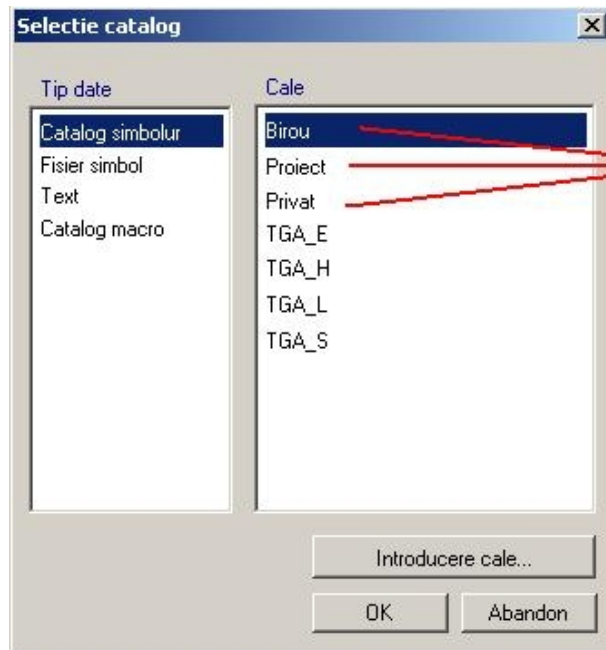 Selectie catalog
Tip date
Catalog simbolur
Fisier simbol
Text
Catalog macro
Cale
Birou
Proiect
Privat
TGA_E
TGA_H
TGA_L
TGA_S
Introducere cale...
OK
Abandon